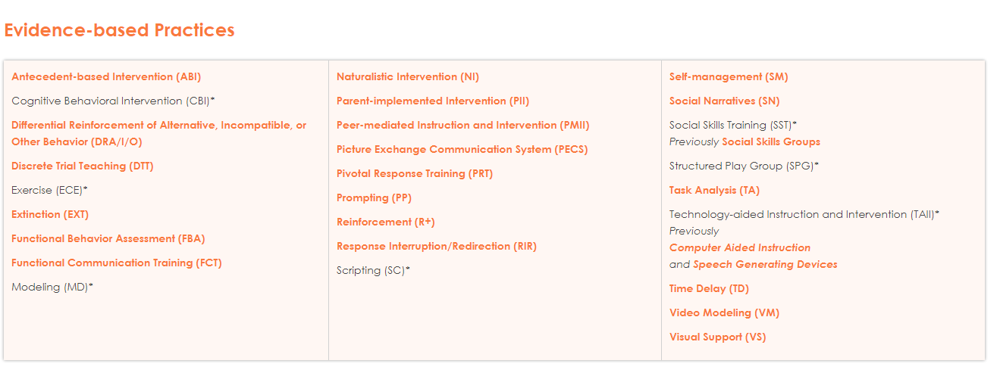 Evidence-based Practices
Antecedent-based Intervention (ABI)
Cognitive Behavioral Intervention (CBI)*
Differential Reinforcement of Alternative, Incompatible, or
Other Behavior (DRA/I/O)
Discrete Trial Teaching (DTT)
Exercise (ECE)*
Extinction (EXT)
Functional Behavior Assessment (FBA)
Functional Communication Training (FCT)
Modeling (MD)*
Naturalistic Intervention (NI)
Parent-implemented Intervention (PII)
Peer-mediated Instruction and Intervention (PMII)
Picture Exchange Communication System (PECS)
Pivotal Response Training (PRT)
Prompting (PP)
Reinforcement (R+)
Response Interruption/Redirection (RIR)
Scripting (SC)*
Self-management (SM)
Social Narratives (SN)
Social Skills Training (SST)*
Previously Social Skills Groups
Structured Play Group (SPG)*
Task Analysis (TA)
Technology-aided Instruction and Intervention (TAII)*
Previously
Computer Aided Instruction
and Speech Generating Devices
Time Delay (TD)
Video Modeling (VM)
Visual Support (VS)